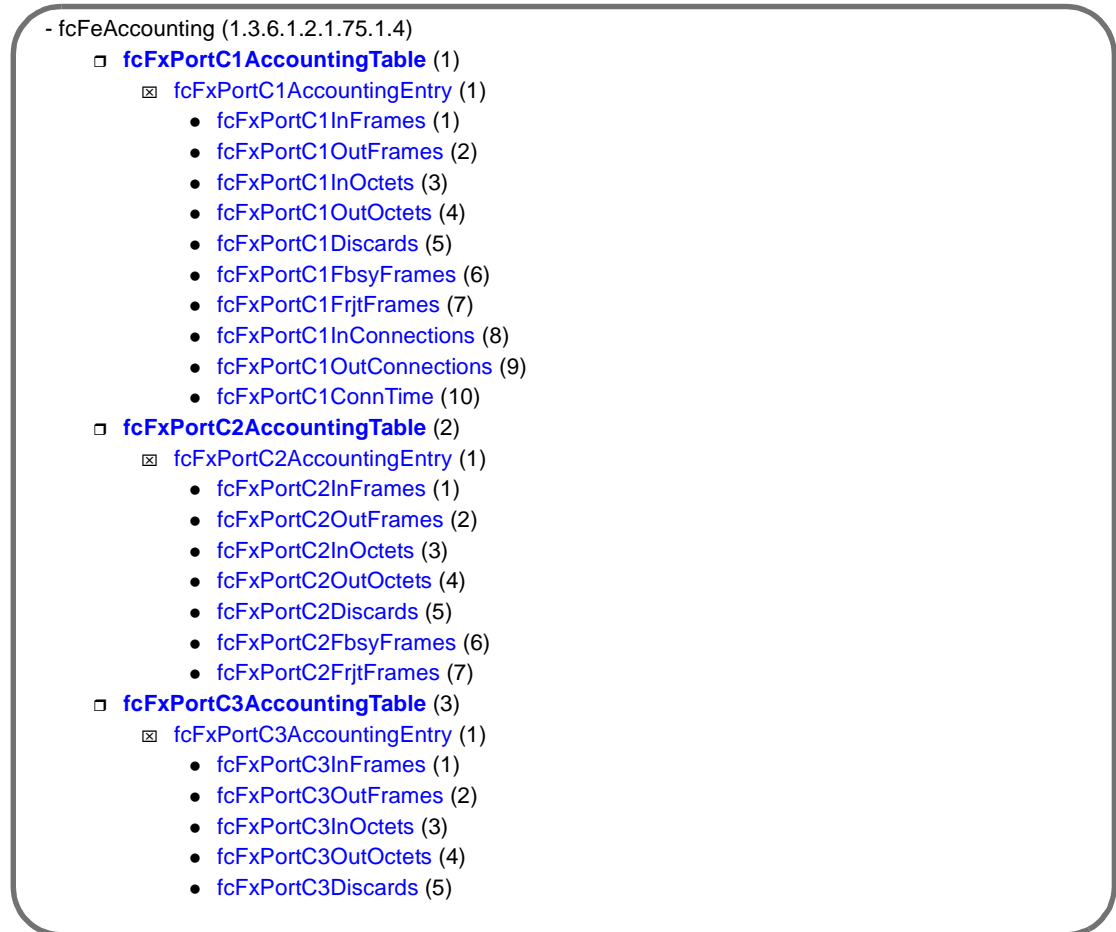 - fcFeAccounting (1.3.6.1.2.1.75.1.4)
fcFxPortC1AccountingTable (1)
fcFxPortC1AccountingEntry (1)
fcFxPortC1InFrames (1)
fcFxPortC1OutFrames (2)
fcFxPortC1InOctets (3)
fcFxPortC1OutOctets (4)
fcFxPortC1Discards (5)
fcFxPortC1FbsyFrames (6)
fcFxPortC1FrjtFrames (7)
fcFxPortC1InConnections (8)
fcFxPortC1OutConnections (9)
fcFxPortC1ConnTime (10)
fcFxPortC2AccountingTable (2)
fcFxPortC2AccountingEntry (1)
fcFxPortC2InFrames (1)
fcFxPortC2OutFrames (2)
fcFxPortC2InOctets (3)
fcFxPortC2OutOctets (4)
fcFxPortC2Discards (5)
fcFxPortC2FbsyFrames (6)
fcFxPortC2FrjtFrames (7)
fcFxPortC3AccountingTable (3)
fcFxPortC3AccountingEntry (1)
fcFxPortC3InFrames (1)
fcFxPortC3OutFrames (2)
fcFxPortC3InOctets (3)
fcFxPortC3OutOctets (4)
fcFxPortC3Discards (5)